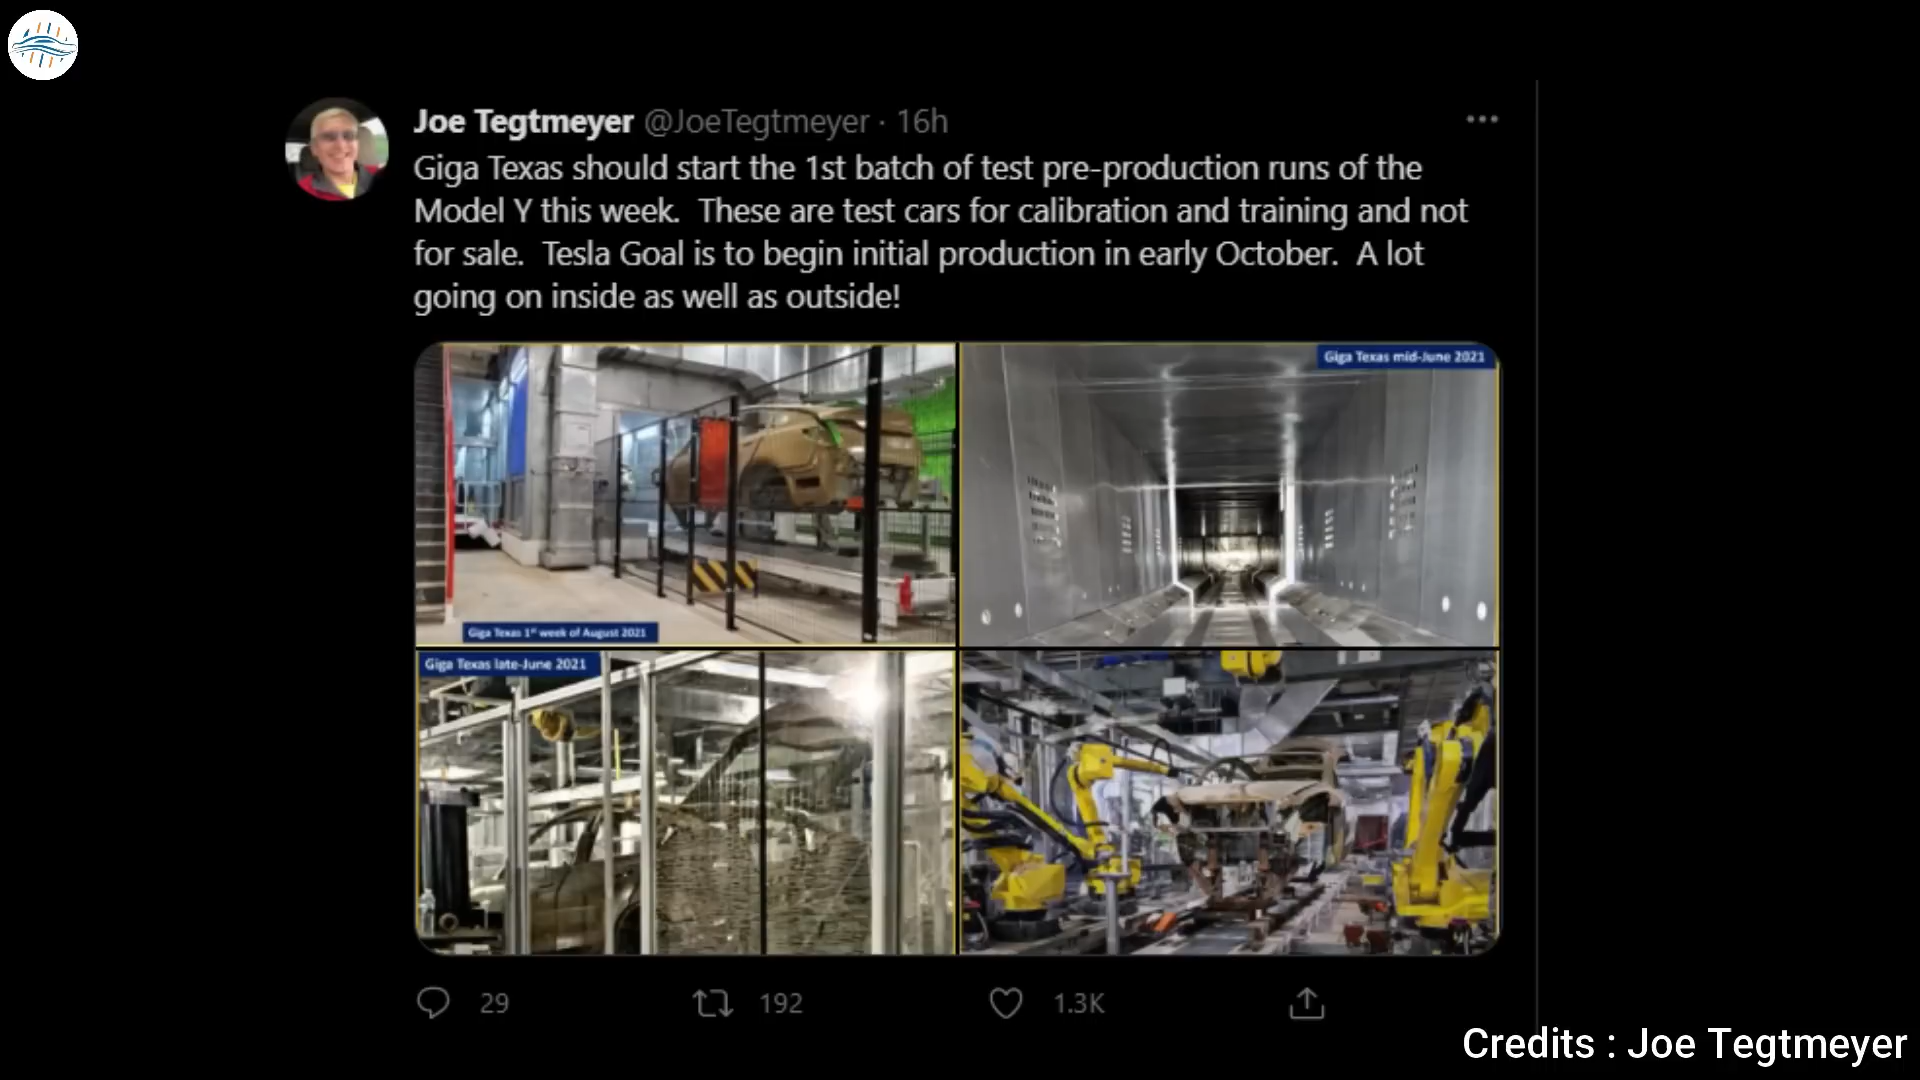 Joe Tegtmeyer @JoeTegtmeyer · 16h
Giga Texas should start the 1st batch of test pre-production runs of the
Model Y this week.  These are test cars for calibration and training and not
for sale.  Tesla Goal is to begin initial production in early October.  A lot
going on inside as well as outside!
Giga Texas mid-June 2021
Giga Texas 1st week of August 2021
Giga Texas late-June 2021
29 192 1.3K
Credits : Joe Tegtmeyer